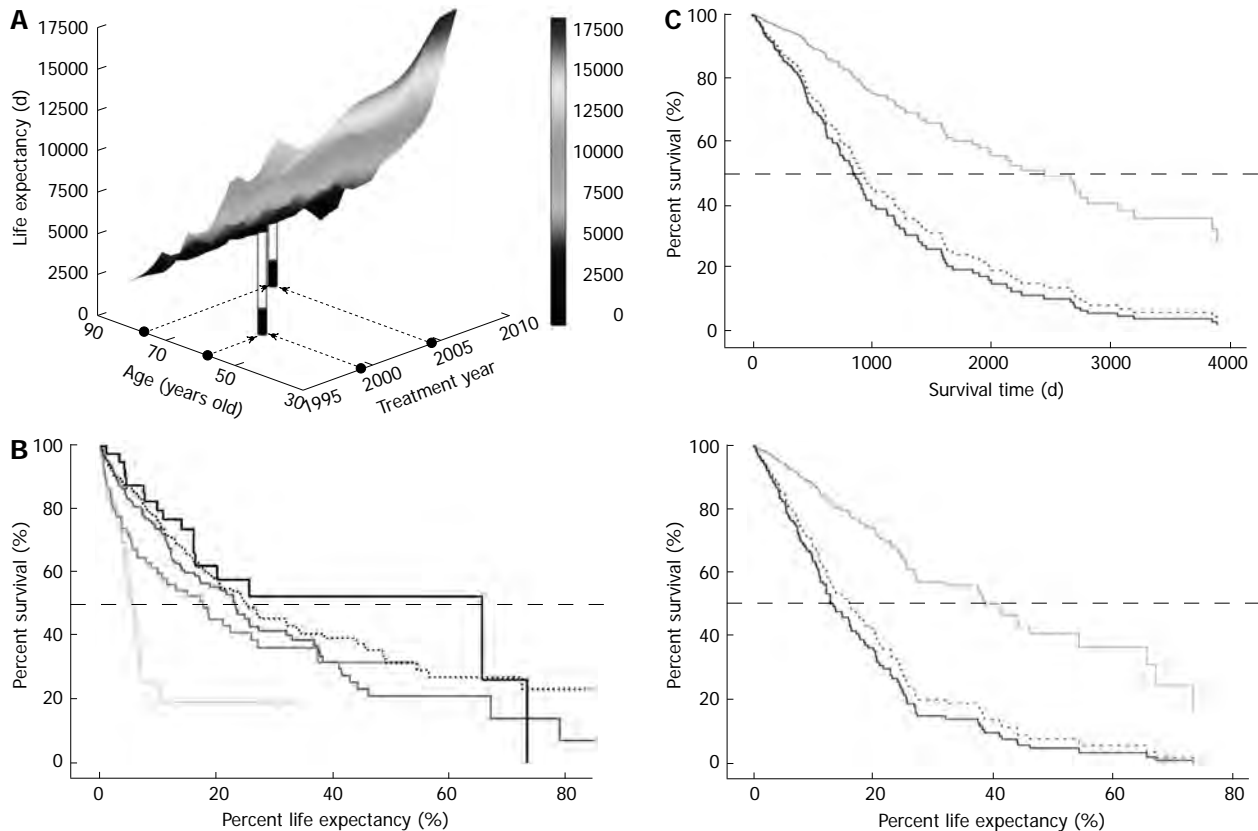 A
Life expectancy (d)
17500
15000
12500
10000
7500
5000
2500
0
90
70
50
30
Age (years old)
1995
2000
2005
2010
Treatment year
17500
15000
12500
10000
7500
5000
2500
0
C
Percent survival (%)
100
80
60
40
20
0
0 1000 2000 3000 4000
Survival time (d)
B
Percent survival (%)
100
80
60
40
20
0
0 20 40 60 80
Percent life expectancy (%)
Percent survival (%)
100
80
60
40
20
0
0 20 40 60 80
Percent life expectancy (%)